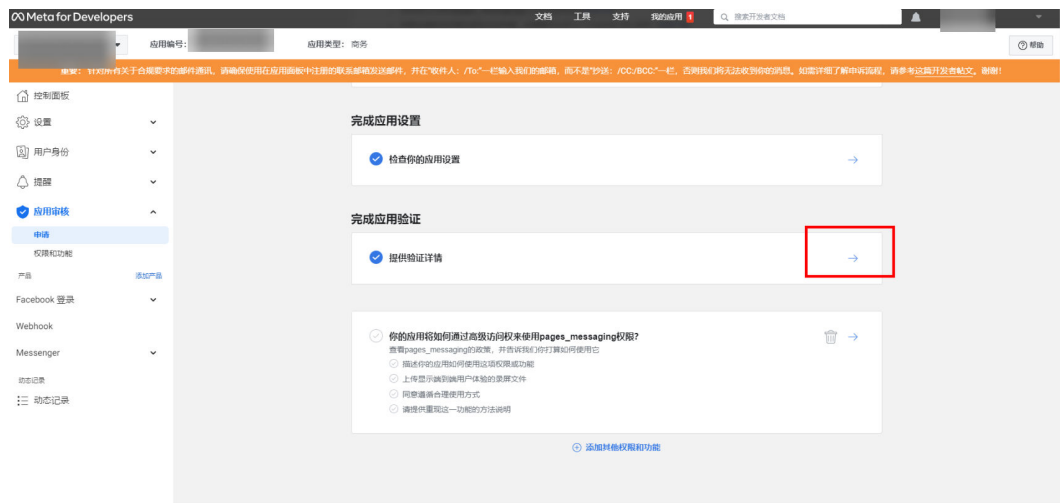 Meta for Developers
文档 工具 支持 我的应用 1 搜索开发者文档
应用编号: 应用类型: 商务 帮助
重要: 针对所有关于合规要求的邮件通讯, 请确保使用在应用面板中注册的联系邮箱发送邮件, 并在"收件人: /To:"一栏输入我们的邮箱, 而不是"抄送: /CC:/BCC:"一栏, 否则我们将无法收到你的消息。如需详细了解申诉流程, 请参考这篇开发者帖文。谢谢!
控制面板
设置
用户身份
提醒
应用审核
申请
权限和功能
产品 添加产品
Facebook 登录
Webhook
Messenger
动态记录
动态记录
完成应用设置
检查你的应用设置
完成应用验证
提供验证详情
你的应用将如何通过高级访问权来使用pages_messaging权限?
查看pages_messaging的政策, 并告诉我们你打算如何使用它
描述你的应用如何使用这项权限或功能
上传显示端到端用户体验的录屏文件
同意遵循合理使用方式
请提供重现这一功能的方法说明
添加其他权限和功能